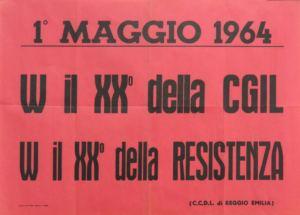 1° MAGGIO 1964
W il XX° della CGIL
W il XX° della RESISTENZA
(C.C.D.L. di REGGIO EMILIA)